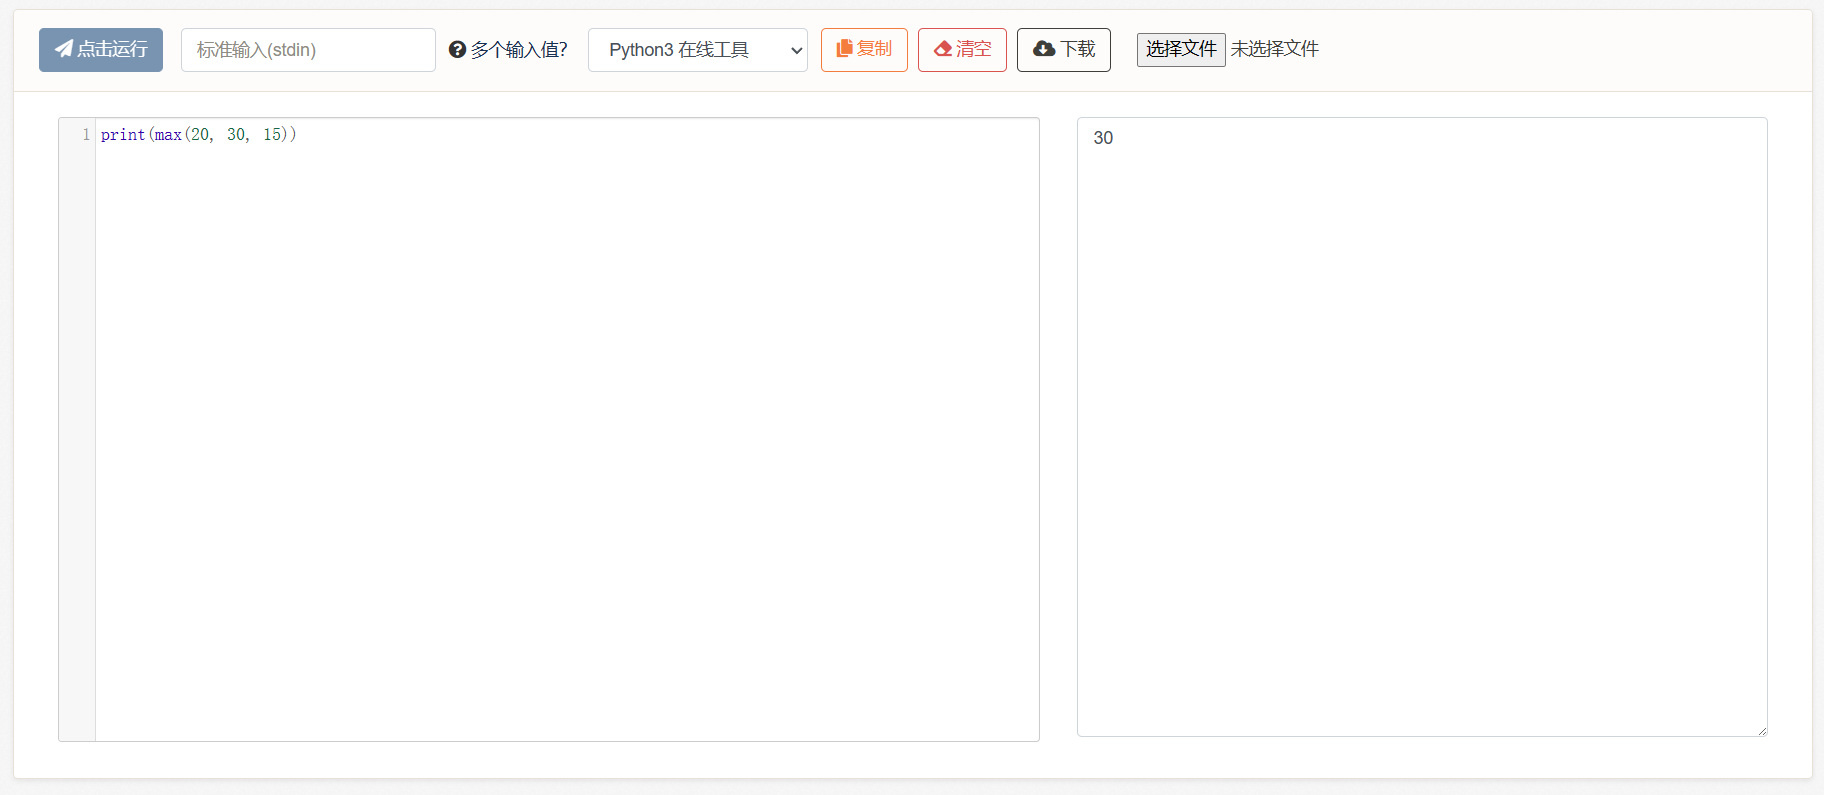 点击运行 标准输入(stdin) 多个输入值? Python3 在线工具 复制 清空 下载 选择文件 未选择文件
1 print(max(20, 30, 15))
30